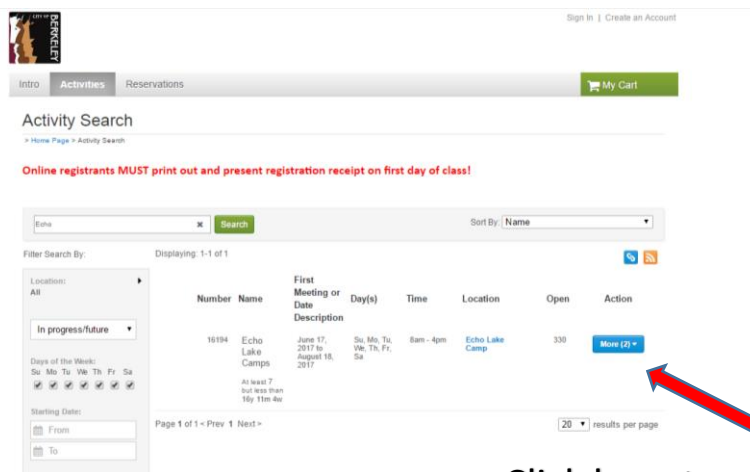 CITY OF BERKELEY
Sign In | Create an Account
Intro Activities Reservations My Cart
Activity Search
> Home Page > Activity Search
Online registrants MUST print out and present registration receipt on first day of class!
Echo × Search Sort By: Name
Filter Search By: Displaying: 1-1 of 1
Location:
All
In progress/future
Days of the Week:
Su Mo Tu We Th Fr Sa
Starting Date:
From
To
Number Name First Meeting or Date Description Day(s) Time Location Open Action
16194 Echo Lake Camps June 17, 2017 to August 18, 2017 Su, Mo, Tu, We, Th, Fr, Sa 8am - 4pm Echo Lake Camp 330 More (2)
At least 7 but less than 16y 11m 4w
Page 1 of 1 < Prev 1 Next > 20 results per page